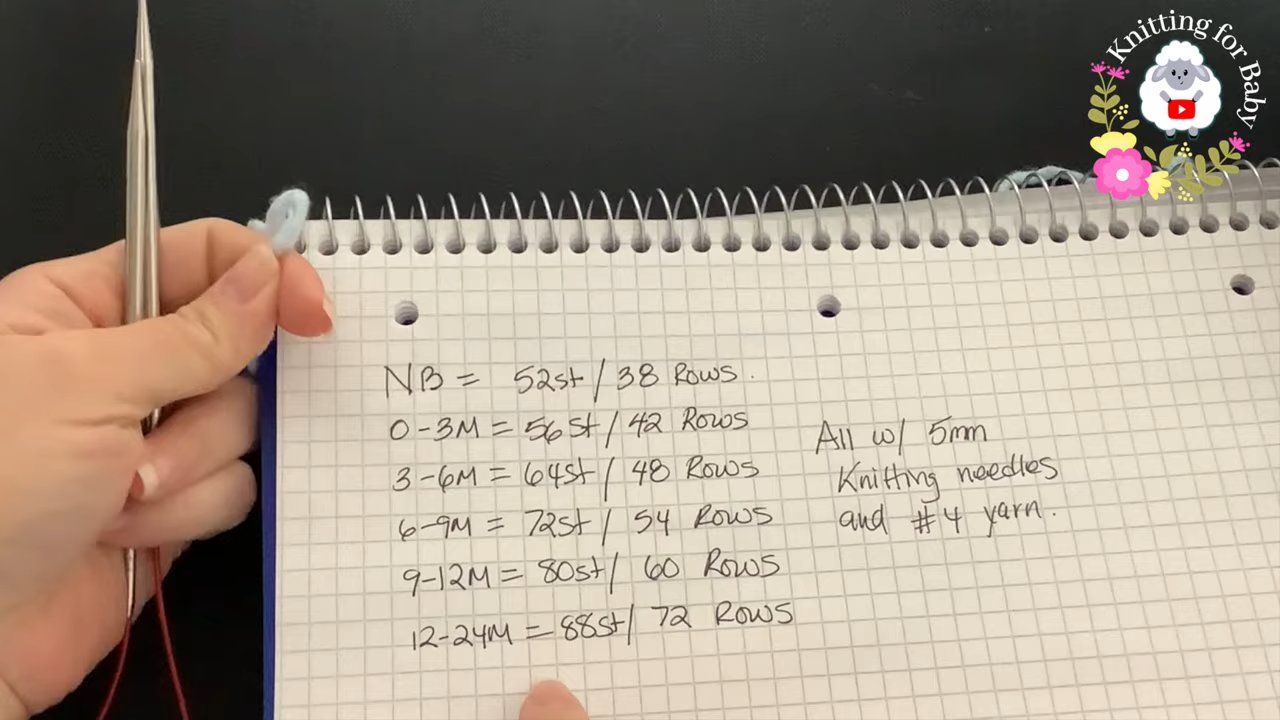 Knitting for Baby
NB = 52st / 38 Rows.
0-3M = 56st / 42 Rows
3-6M = 64st / 48 Rows
6-9M = 72st / 54 Rows
9-12M = 80st / 60 Rows
12-24M = 88st / 72 Rows
All w/ 5mm
Knitting needles
and #4 yarn.